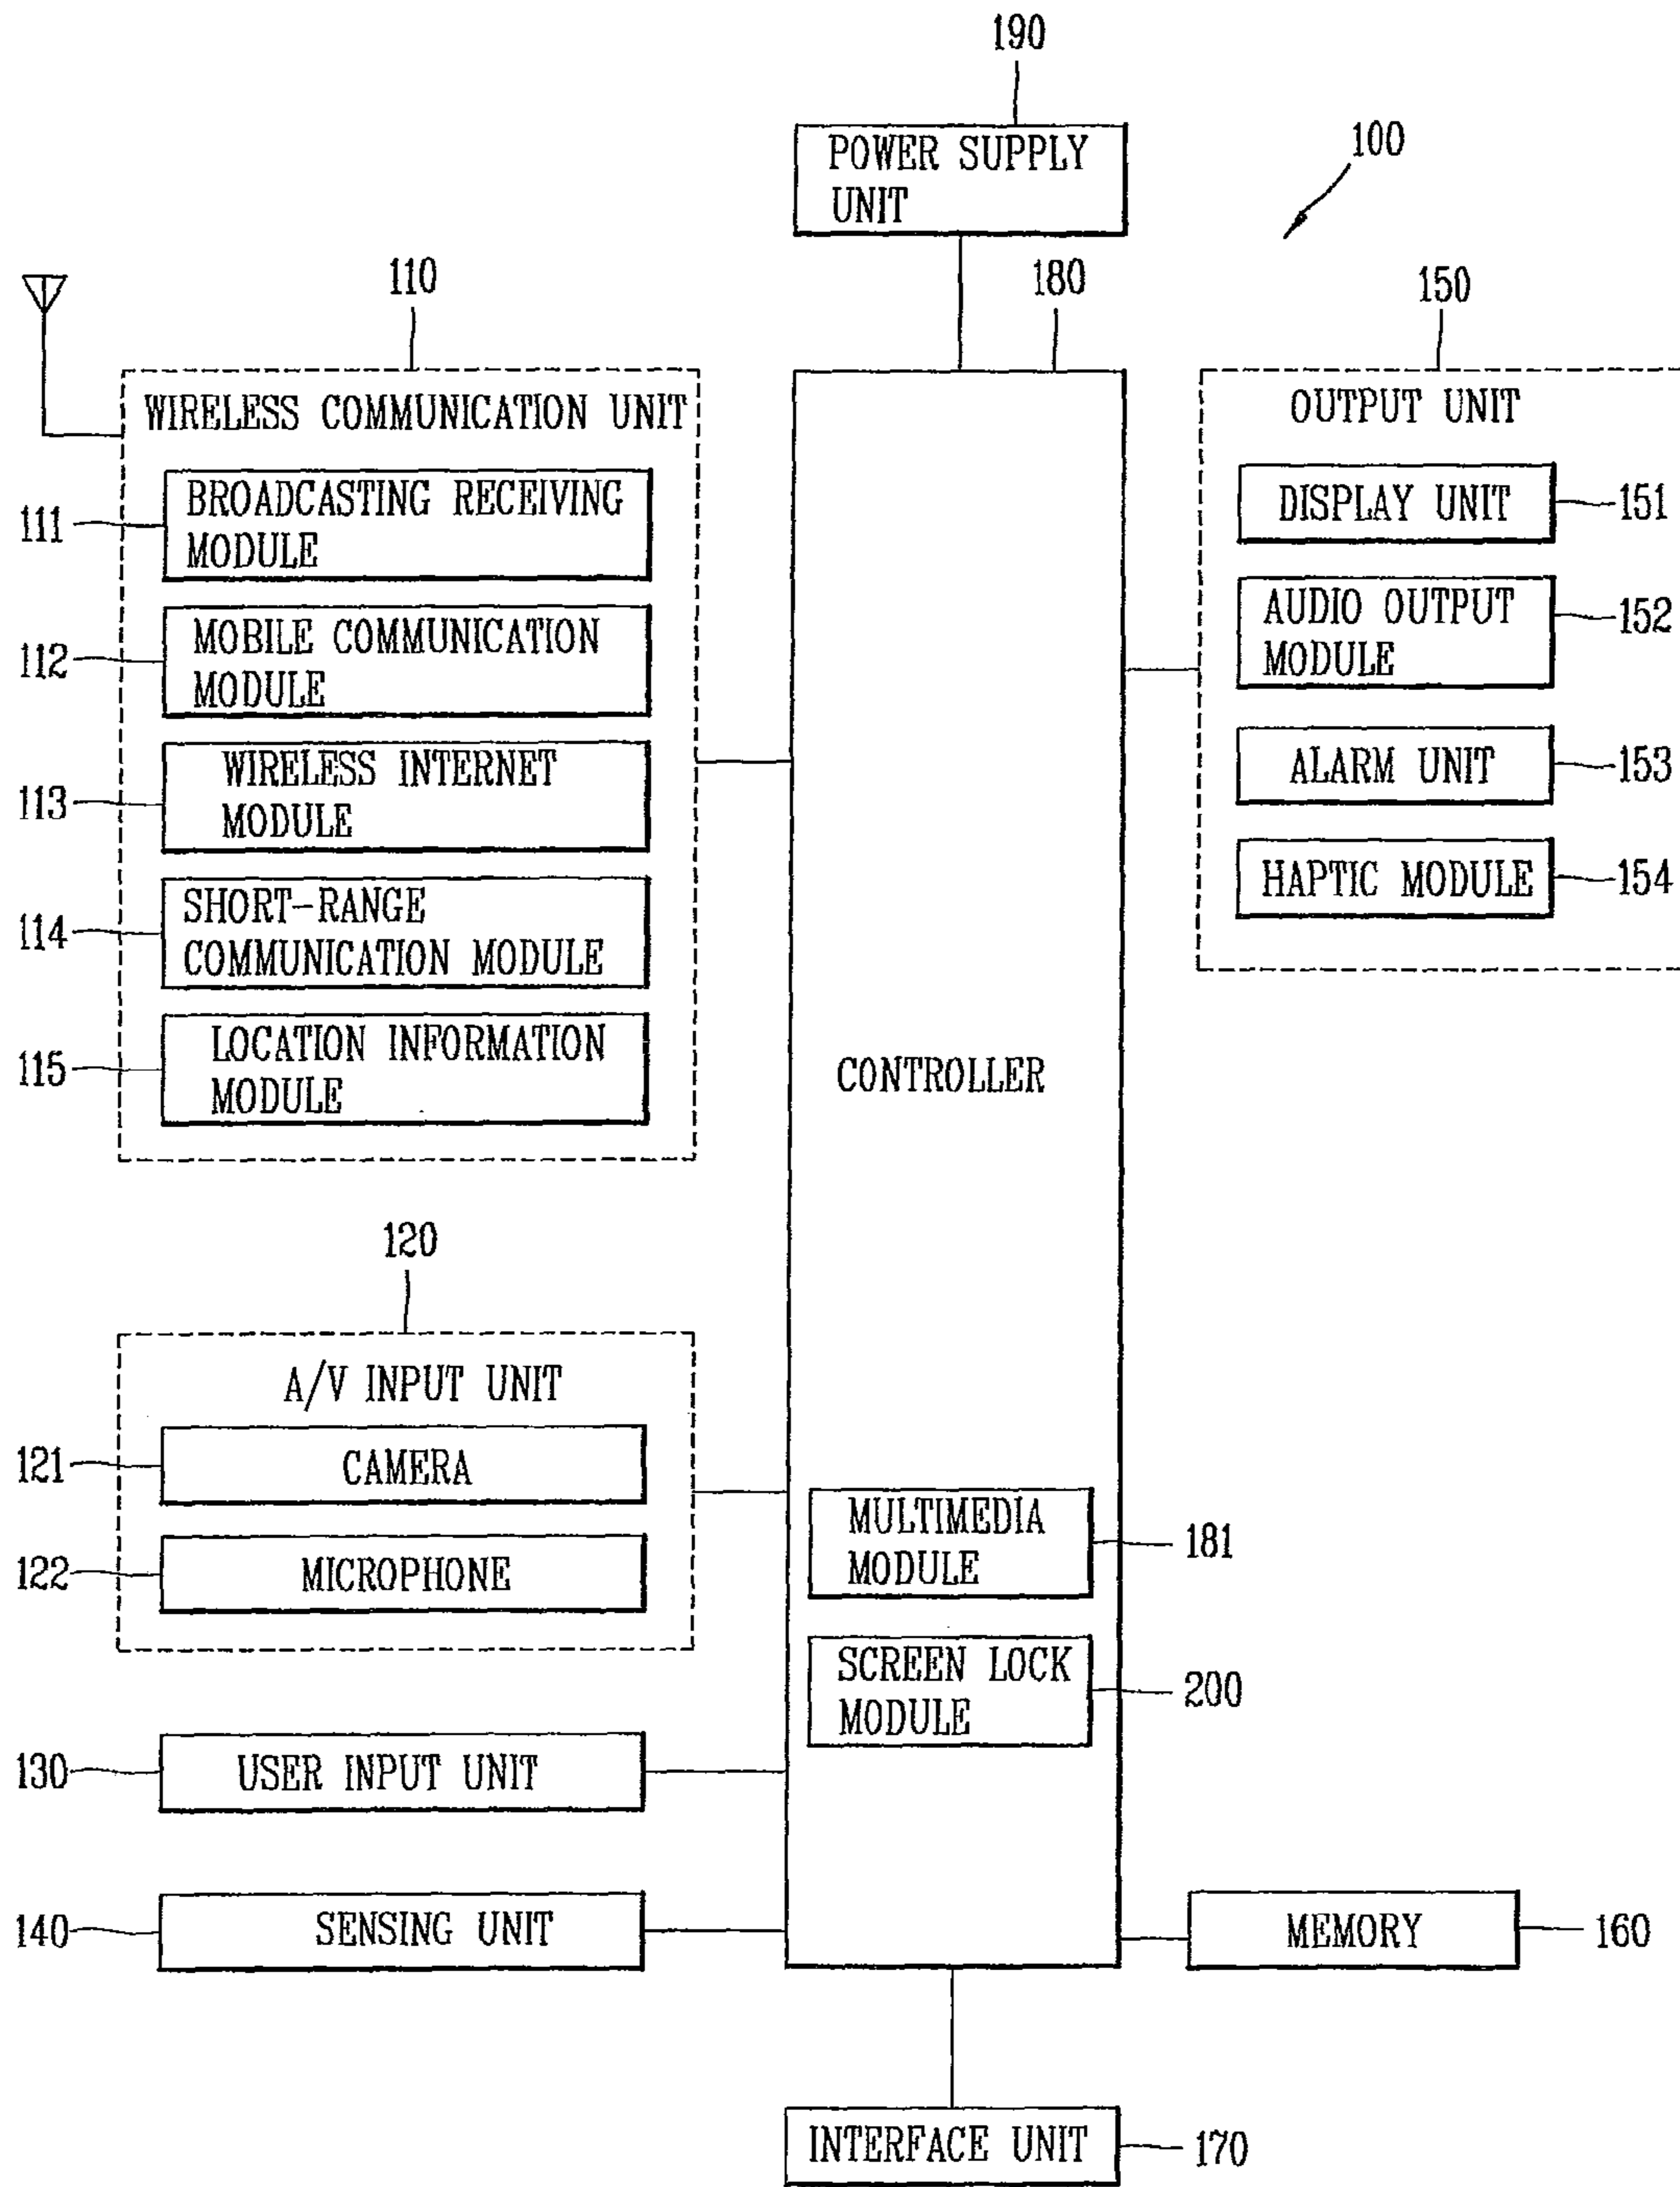 190
POWER SUPPLY
UNIT
100
110
180
150
WIRELESS COMMUNICATION UNIT
111
BROADCASTING RECEIVING
MODULE
112
MOBILE COMMUNICATION
MODULE
113
WIRELESS INTERNET
MODULE
114
SHORT-RANGE
COMMUNICATION MODULE
115
LOCATION INFORMATION
MODULE
120
A/V INPUT UNIT
121
CAMERA
122
MICROPHONE
130
USER INPUT UNIT
140
SENSING UNIT
CONTROLLER
MULTIMEDIA
MODULE
181
SCREEN LOCK
MODULE
200
OUTPUT UNIT
DISPLAY UNIT
151
AUDIO OUTPUT
MODULE
152
ALARM UNIT
153
HAPTIC MODULE
154
MEMORY
160
INTERFACE UNIT
170